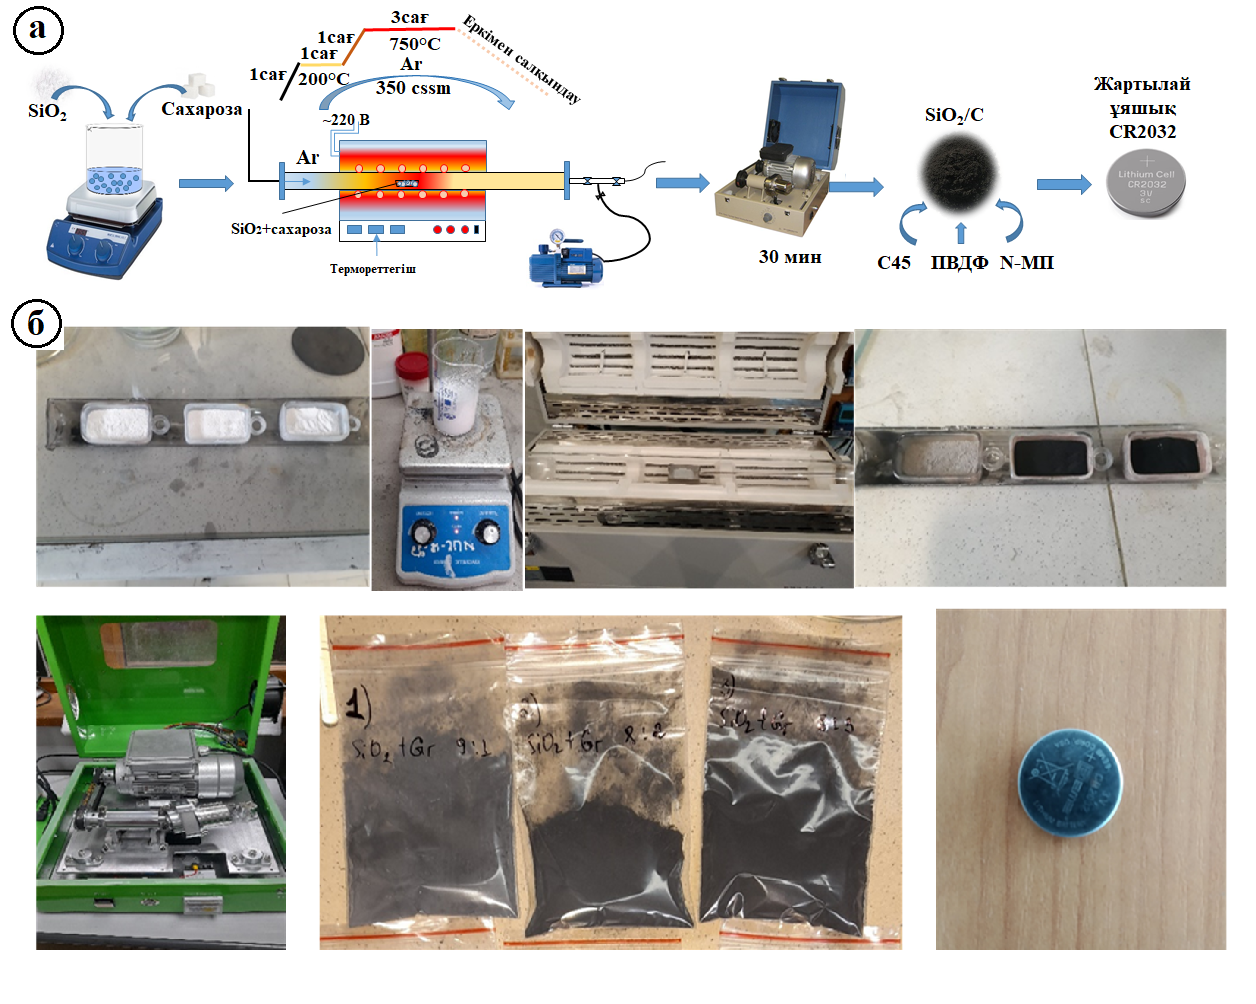 а
3сағ
1сағ
1сағ
1сағ
200°C
750°C
Ar
350 cssm
Еркімен салқындау
SiO₂
Сахароза
~220 В
Ar
SiO₂+сахароза
Термореттегіш
30 мин
SiO₂/C
C45 ПВДФ N-МП
Жартылай
ұяшық
CR2032
Lithium Cell
CR2032
3V
б
1)
SiO₂+Gr 9:1
SiO₂+Gr 8:2
SiO₂+Gr